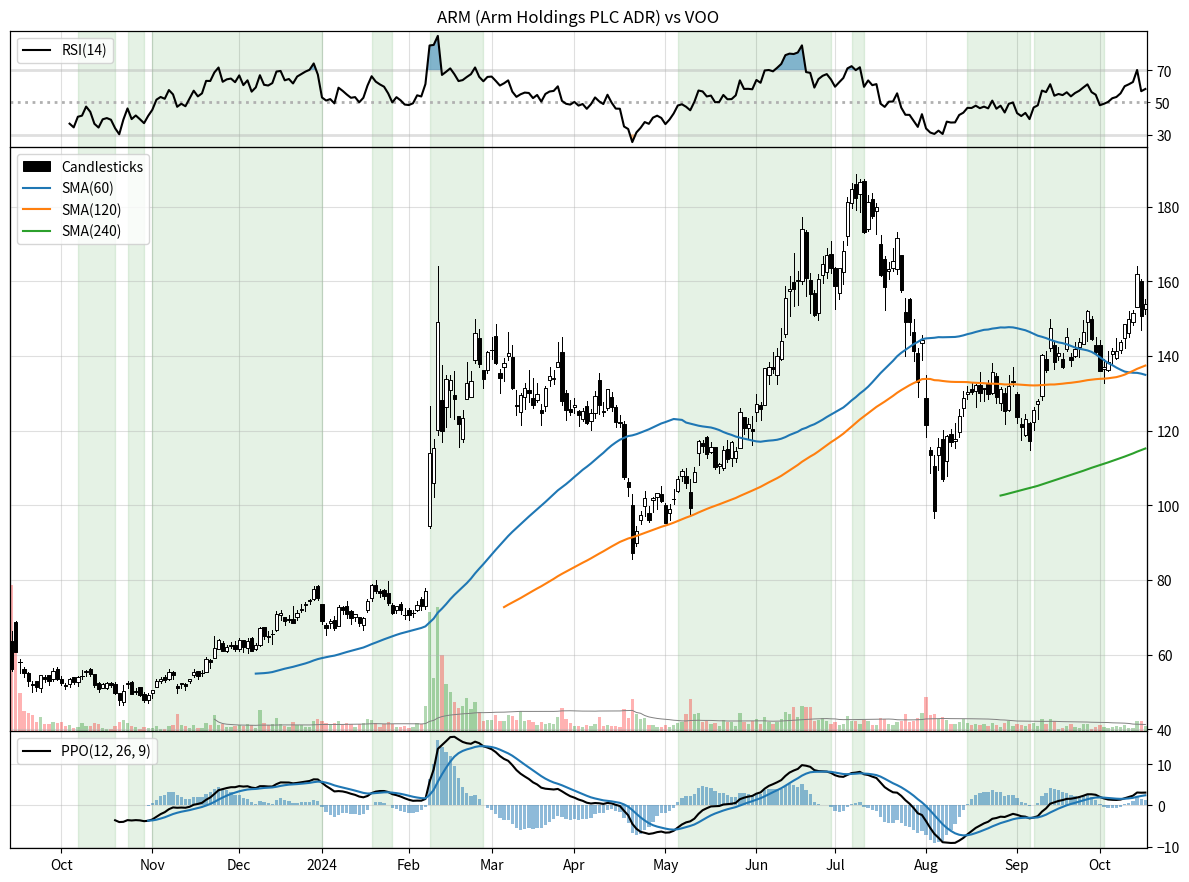 ARM (Arm Holdings PLC ADR) vs VOO
RSI(14)
70
50
30
Candlesticks
SMA(60)
SMA(120)
SMA(240)
180
160
140
120
100
80
60
40
PPO(12, 26, 9)
10
0
−10
Oct Nov Dec 2024 Feb Mar Apr May Jun Jul Aug Sep Oct